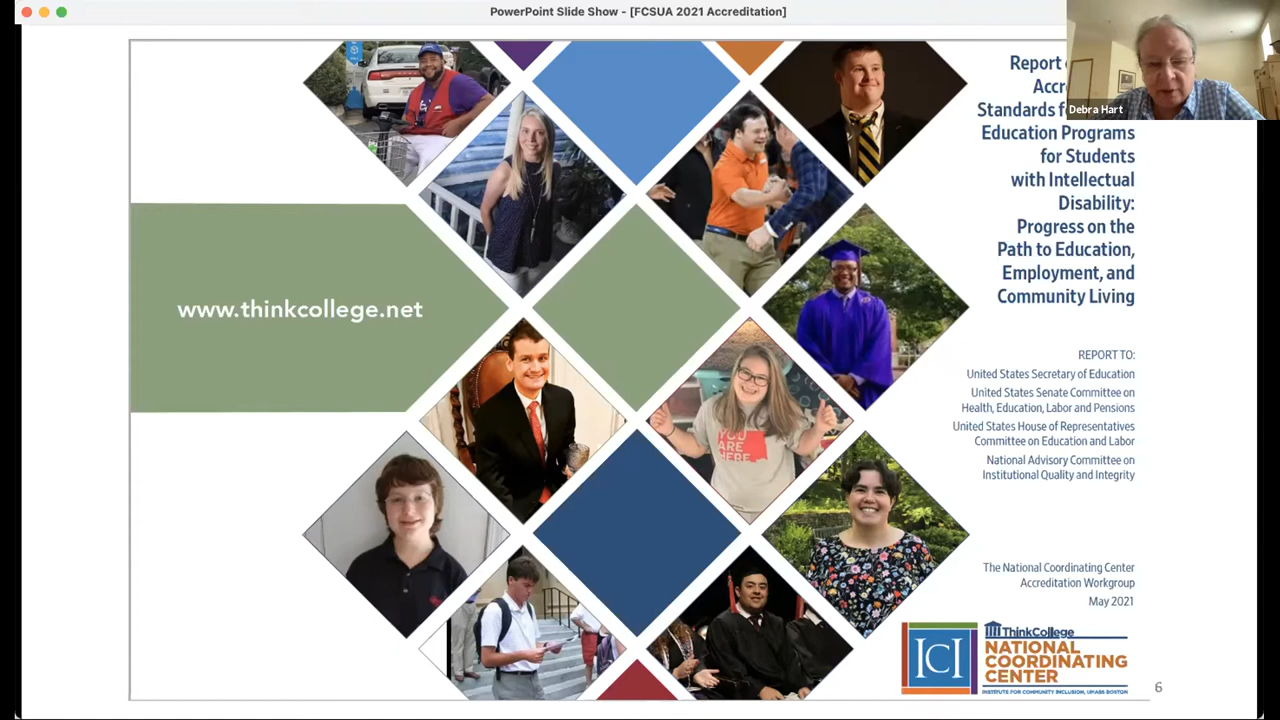 PowerPoint Slide Show - [FCSUA 2021 Accreditation]
Debra Hart
Report
Accr
Standards f
Education Programs
for Students
with Intellectual
Disability:
Progress on the
Path to Education,
Employment, and
Community Living
www.thinkcollege.net
REPORT TO:
United States Secretary of Education
United States Senate Committee on
Health, Education, Labor and Pensions
United States House of Representatives
Committee on Education and Labor
National Advisory Committee on
Institutional Quality and Integrity
YOU
ARE
HERE
The National Coordinating Center
Accreditation Workgroup
May 2021
ICI
ThinkCollege
NATIONAL
COORDINATING
CENTER
INSTITUTE FOR COMMUNITY INCLUSION, UMASS BOSTON
6